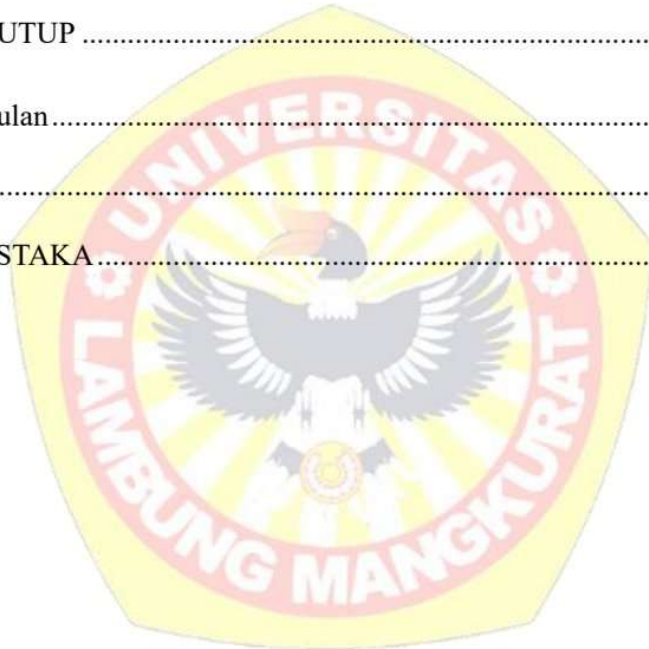 UTUP ..........................................................................
ulan..............................................................................
.....................................................................................
STAKA........................................................................
UNIVERSITAS
LAMBUNG MANGKURAT